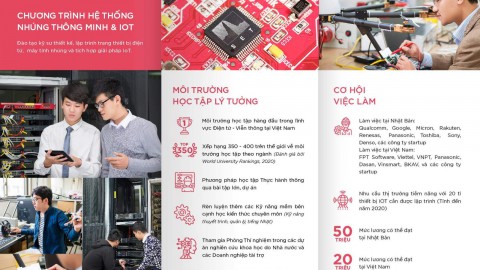 CHƯƠNG TRÌNH HỆ THỐNG
NHÚNG THÔNG MINH & IOT
Đào tạo kỹ sư thiết kế, lập trình trong thiết bị điện
tử, máy tính nhúng và tích hợp giải pháp IoT.
MÔI TRƯỜNG
HỌC TẬP LÝ TƯỞNG
Môi trường học tập hàng đầu trong lĩnh
vực Điện tử - Viễn thông tại Việt Nam
TOP
350
Xếp hạng 350 - 400 trên thế giới về môi
trường học tập theo ngành (Đánh giá bởi
World University Rankings, 2020)
Phương pháp học tập Thực hành thông
qua bài tập lớn, dự án
Rèn luyện thêm các Kỹ năng mềm bên
cạnh học kiến thức chuyên môn (Kỹ năng
thuyết trình, quản lý, tiếng Nhật)
Tham gia Phòng Thí nghiệm trong các dự
án nghiên cứu khoa học do Nhà nước và
các Doanh nghiệp tài trợ
CƠ HỘI
VIỆC LÀM
Làm việc tại Nhật Bản:
Qualcomm, Google, Micron, Rakuten,
Renesas, Panasonic, Toshiba, Sony,
Denso, các công ty startup
Làm việc tại Việt Nam:
FPT Software, Viettel, VNPT, Panasonic,
Dasan, Vinsmart, BKAV, và các công ty
startup
Nhu cầu thị trường tiềm năng với 20 tỉ
thiết bị IOT cần được lập trình (Tính đến
năm 2020)
50
TRIỆU
Mức lương có thể đạt
tại Nhật Bản
20
TRIỆU
Mức lương có thể đạt
tại Việt Nam